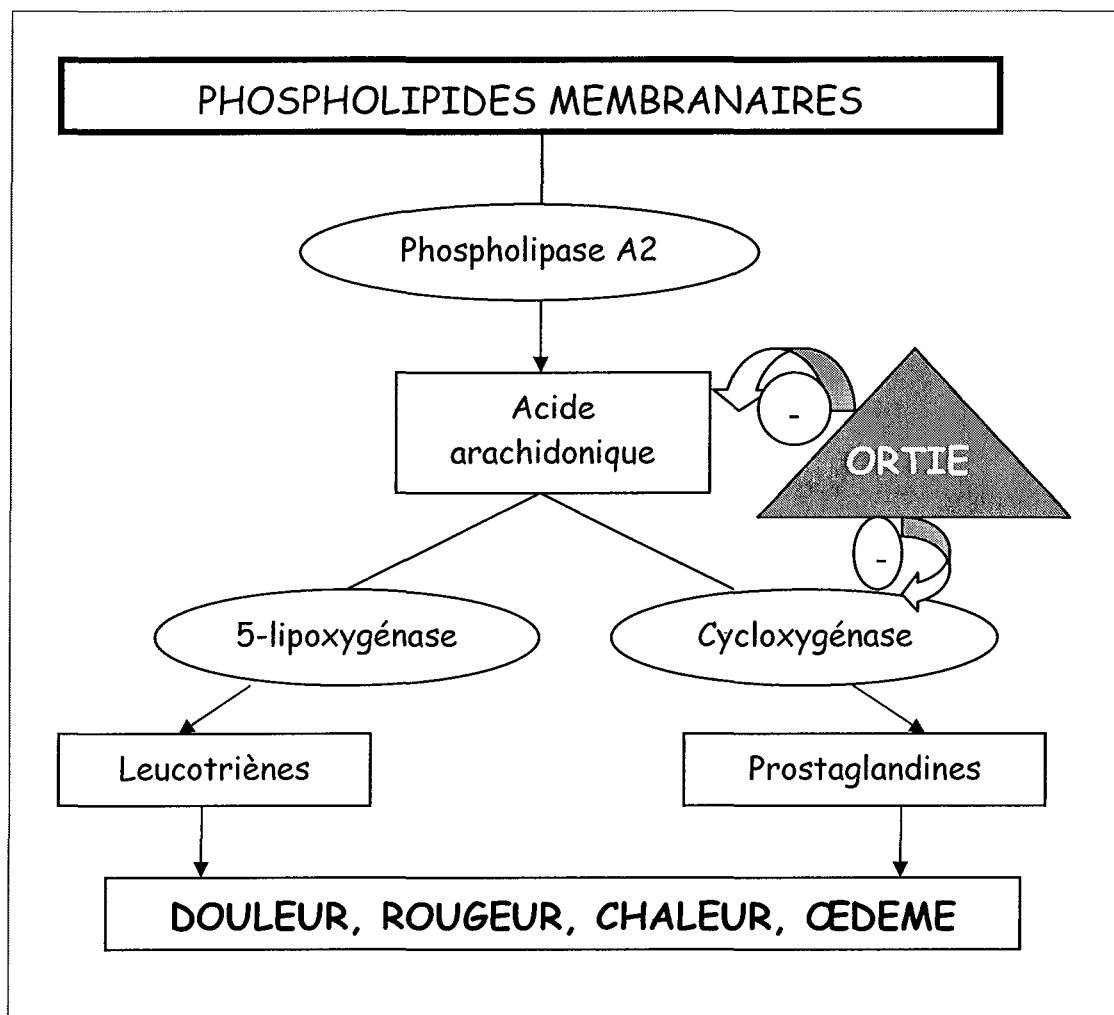 PHOSPHOLIPIDES MEMBRANAIRES
Phospholipase A2
Acide
arachidonique
-
ORTIE
-
5-lipoxygénase
Cycloxygénase
Leucotriènes
Prostaglandines
DOULEUR, ROUGEUR, CHALEUR, ŒDEME